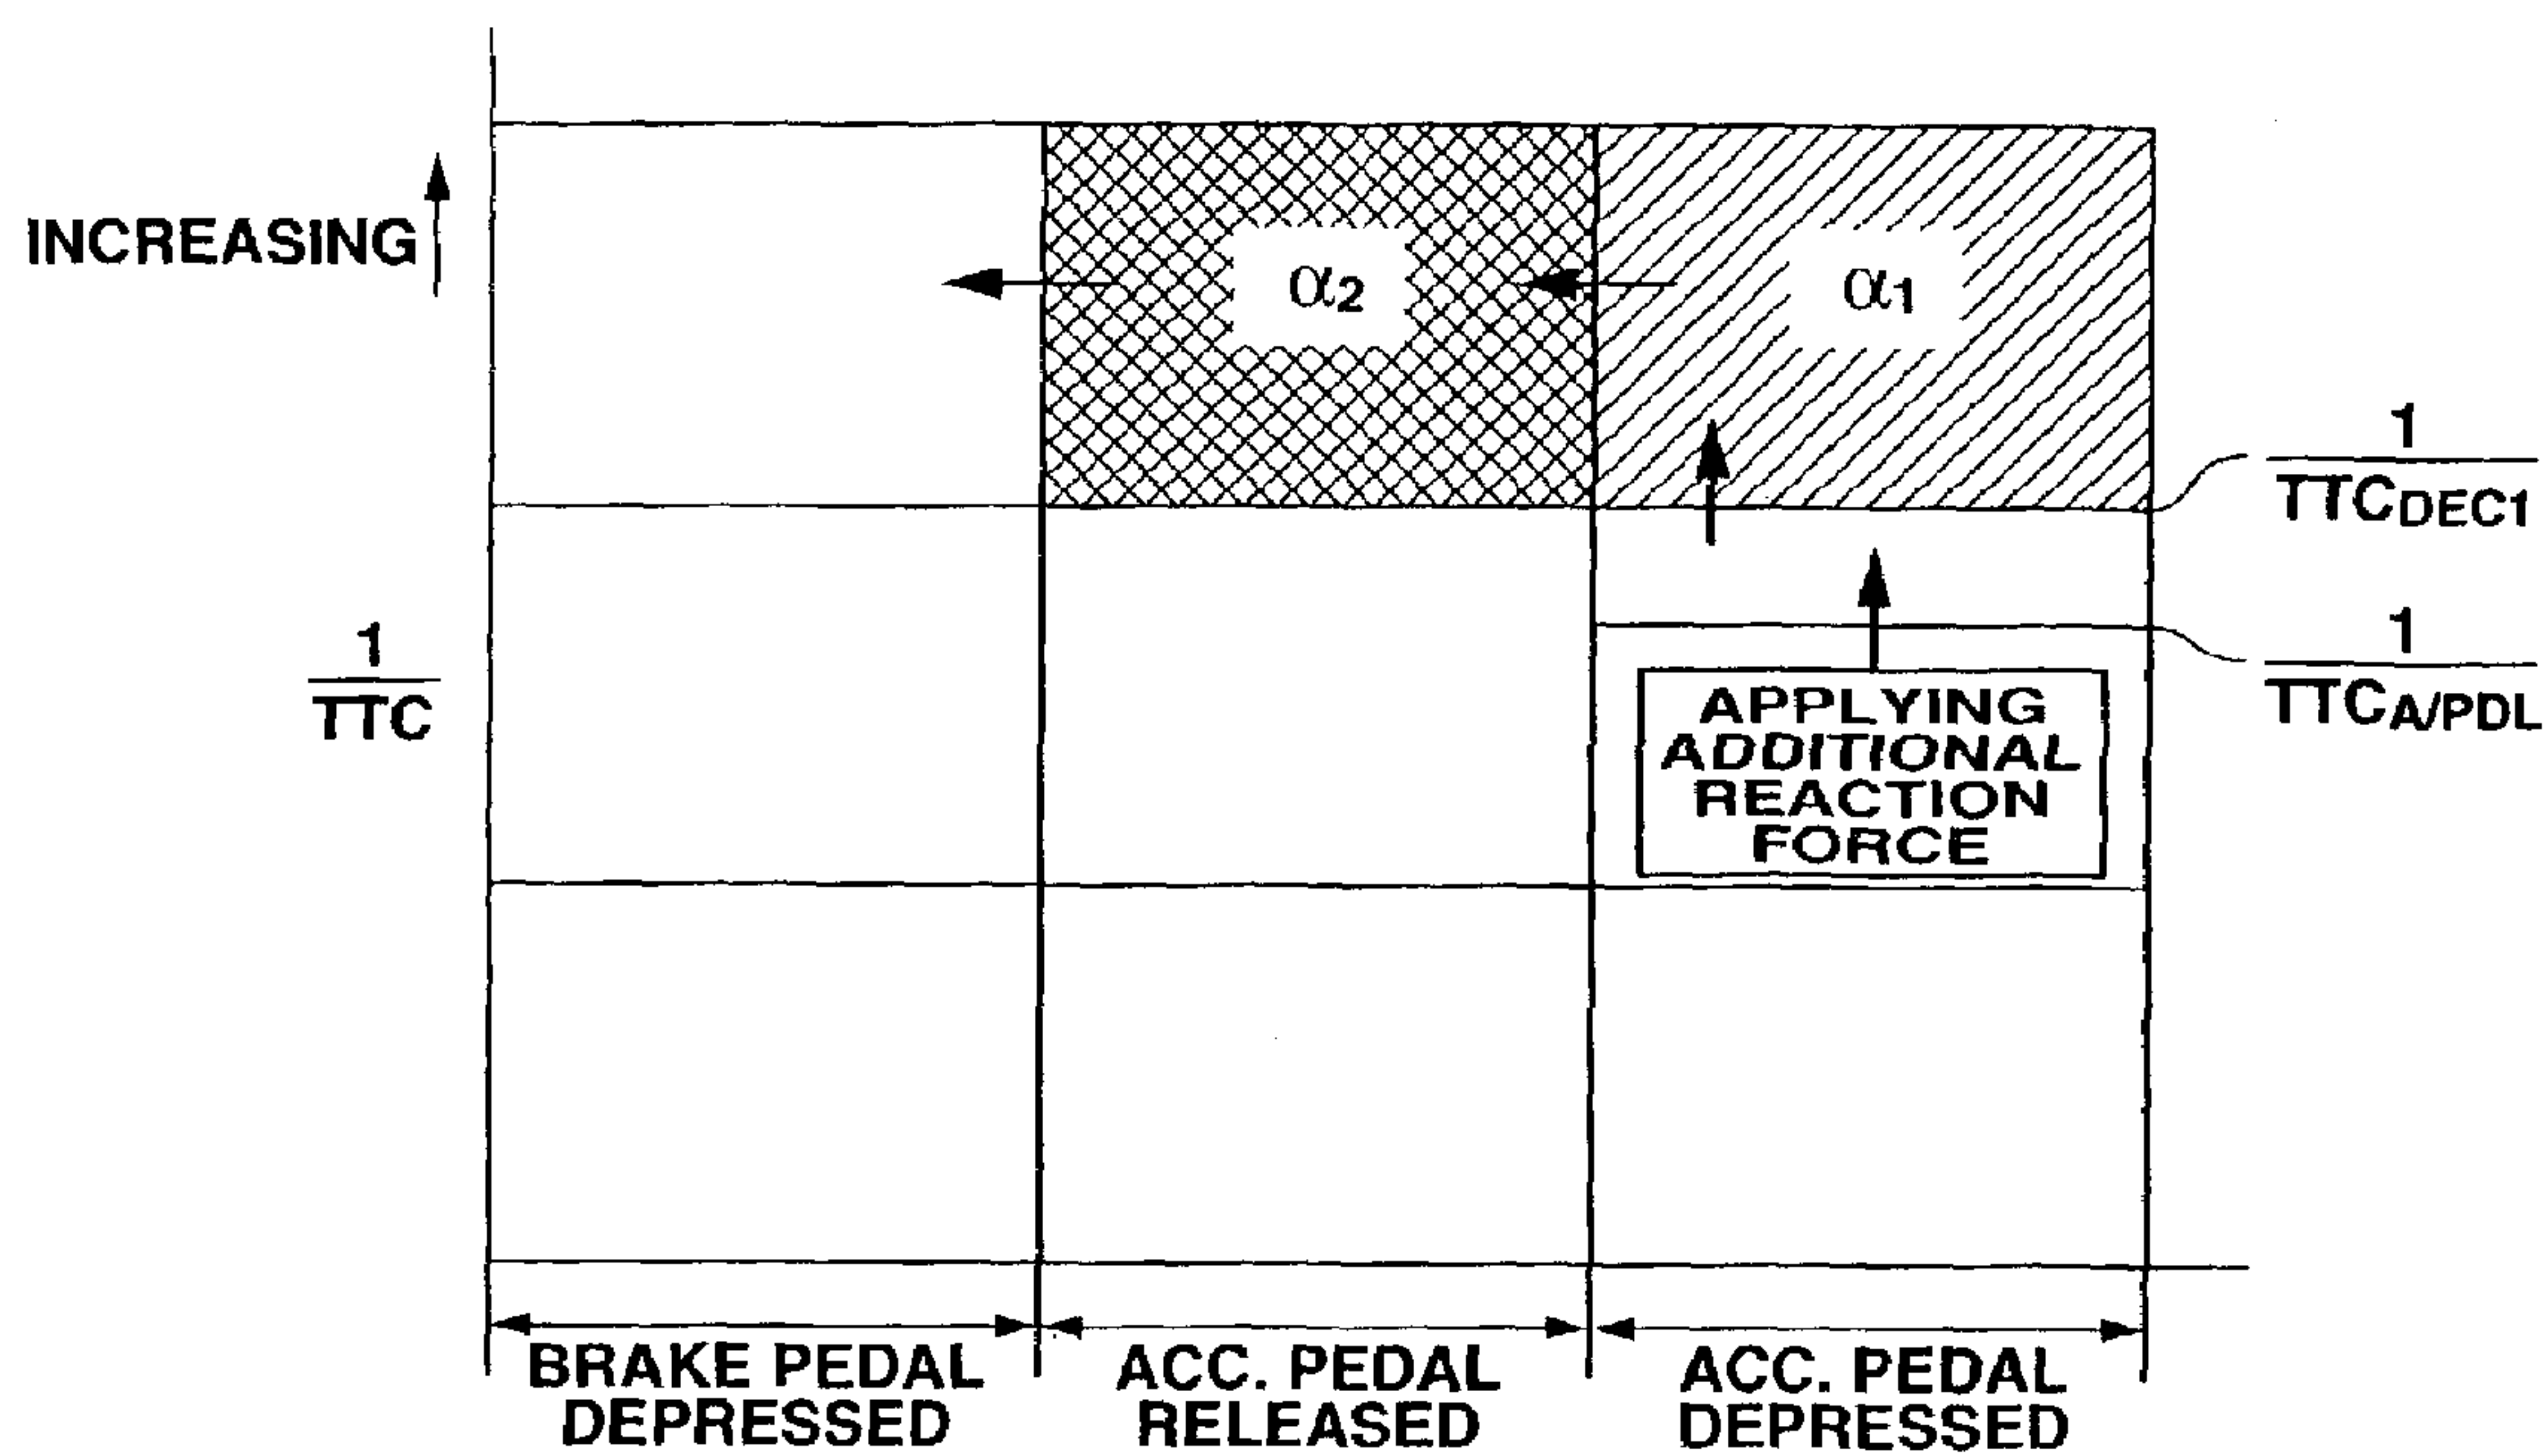 INCREASING
α2
α1
1
TTCDEC1
1
TTC
1
TTCA/PDL
APPLYING
ADDITIONAL
REACTION
FORCE
BRAKE PEDAL
DEPRESSED
ACC. PEDAL
RELEASED
ACC. PEDAL
DEPRESSED